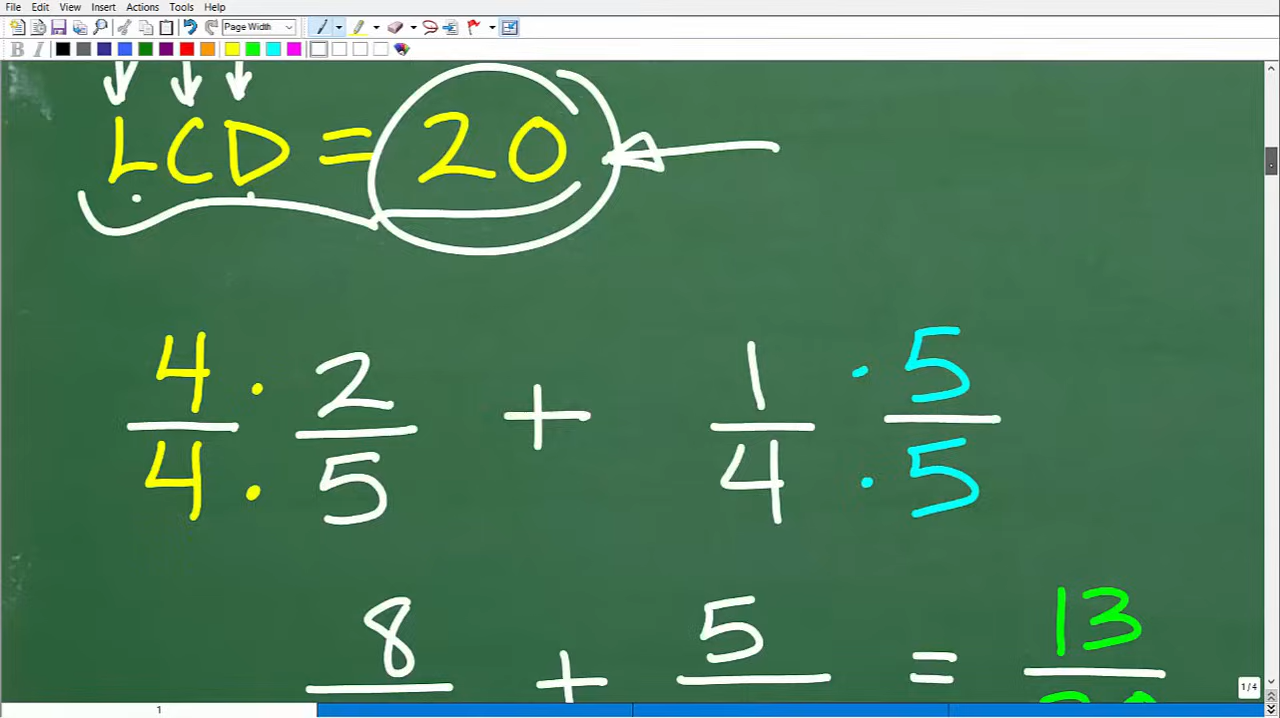 File Edit View Insert Actions Tools Help
Page Width
B I
LCD = 20
4/4 · 2/5 + 1/4 · 5/5
8 + 5 = 13
1/4
1